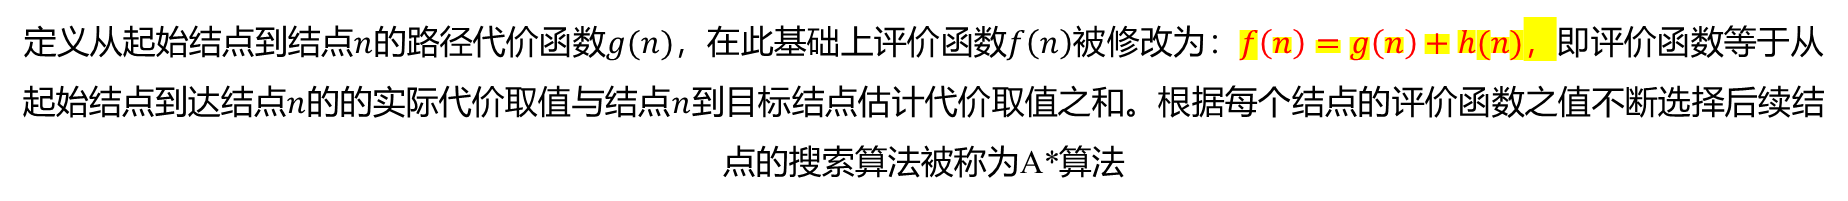 定义从起始结点到结点n的路径代价函数g(n)，在此基础上评价函数f(n)被修改为：f(n) = g(n) + h(n)，即评价函数等于从
起始结点到达结点n的的实际代价取值与结点n到目标结点估计代价取值之和。根据每个结点的评价函数之值不断选择后续结
点的搜索算法被称为A*算法